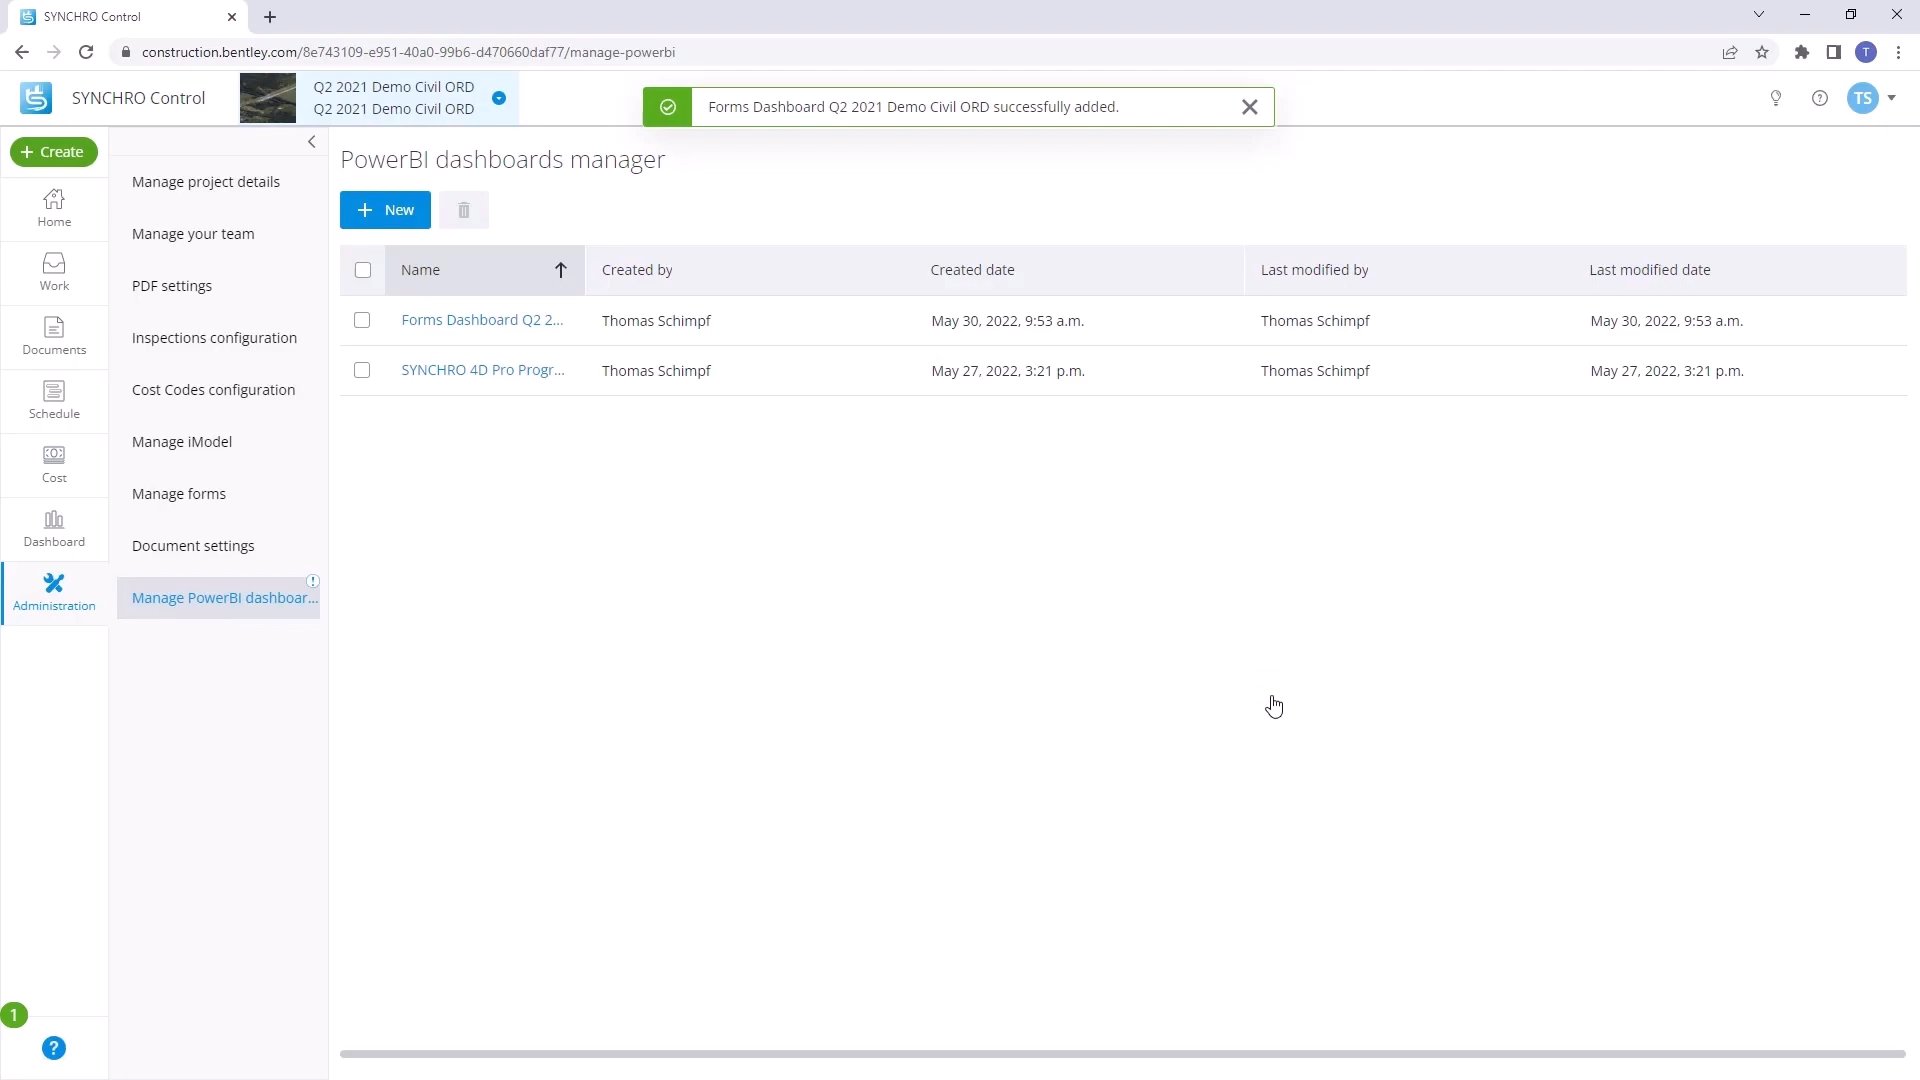 SYNCHRO Control
construction.bentley.com/8e743109-e951-40a0-99b6-d470660daf77/manage-powerbi
T
SYNCHRO Control
Q2 2021 Demo Civil ORD
Q2 2021 Demo Civil ORD
Forms Dashboard Q2 2021 Demo Civil ORD successfully added.
TS
+ Create
Home
Work
Documents
Schedule
Cost
Dashboard
Administration
1
?
Manage project details
Manage your team
PDF settings
Inspections configuration
Cost Codes configuration
Manage iModel
Manage forms
Document settings
Manage PowerBI dashboar...
PowerBI dashboards manager
+ New
Name Created by Created date Last modified by Last modified date
Forms Dashboard Q2 2... Thomas Schimpf May 30, 2022, 9:53 a.m. Thomas Schimpf May 30, 2022, 9:53 a.m.
SYNCHRO 4D Pro Progr... Thomas Schimpf May 27, 2022, 3:21 p.m. Thomas Schimpf May 27, 2022, 3:21 p.m.